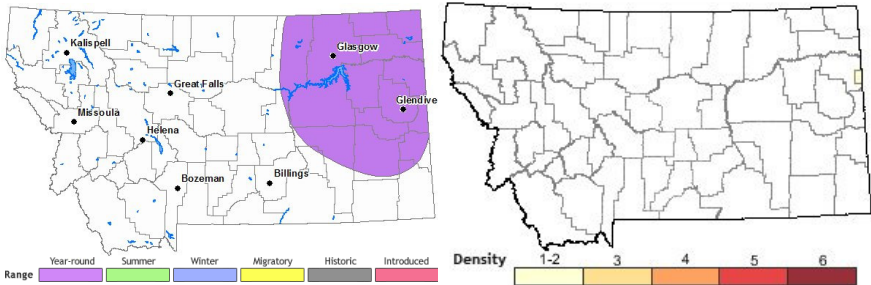 Kalispell
Glasgow
Great Falls
Glendive
Missoula
Helena
Bozeman
Billings
Range
Year-round
Summer
Winter
Migratory
Historic
Introduced
Density
1-2
3
4
5
6